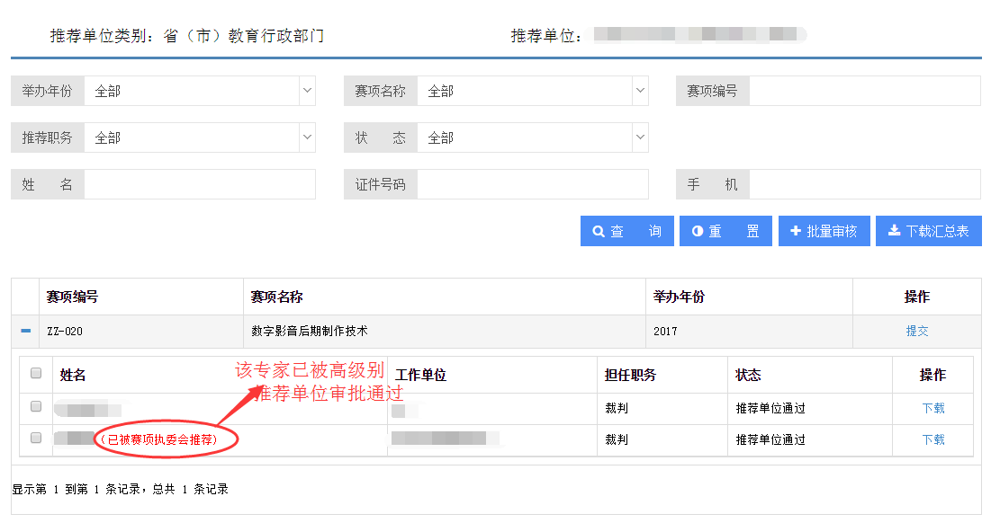 推荐单位类别：省（市）教育行政部门 推荐单位：
举办年份 全部 赛项名称 全部 赛项编号
推荐职务 全部 状 态 全部
姓 名 证件号码 手 机
查 询 重 置 批量审核 下载汇总表
赛项编号 赛项名称 举办年份 操作
ZZ-020 数字影音后期制作技术 2017 提交
该专家已被高级别
推荐单位审批通过
姓名 工作单位 担任职务 状态 操作
裁判 推荐单位通过 下载
（已被赛项执委会推荐） 裁判 推荐单位通过 下载
显示第 1 到第 1 条记录，总共 1 条记录